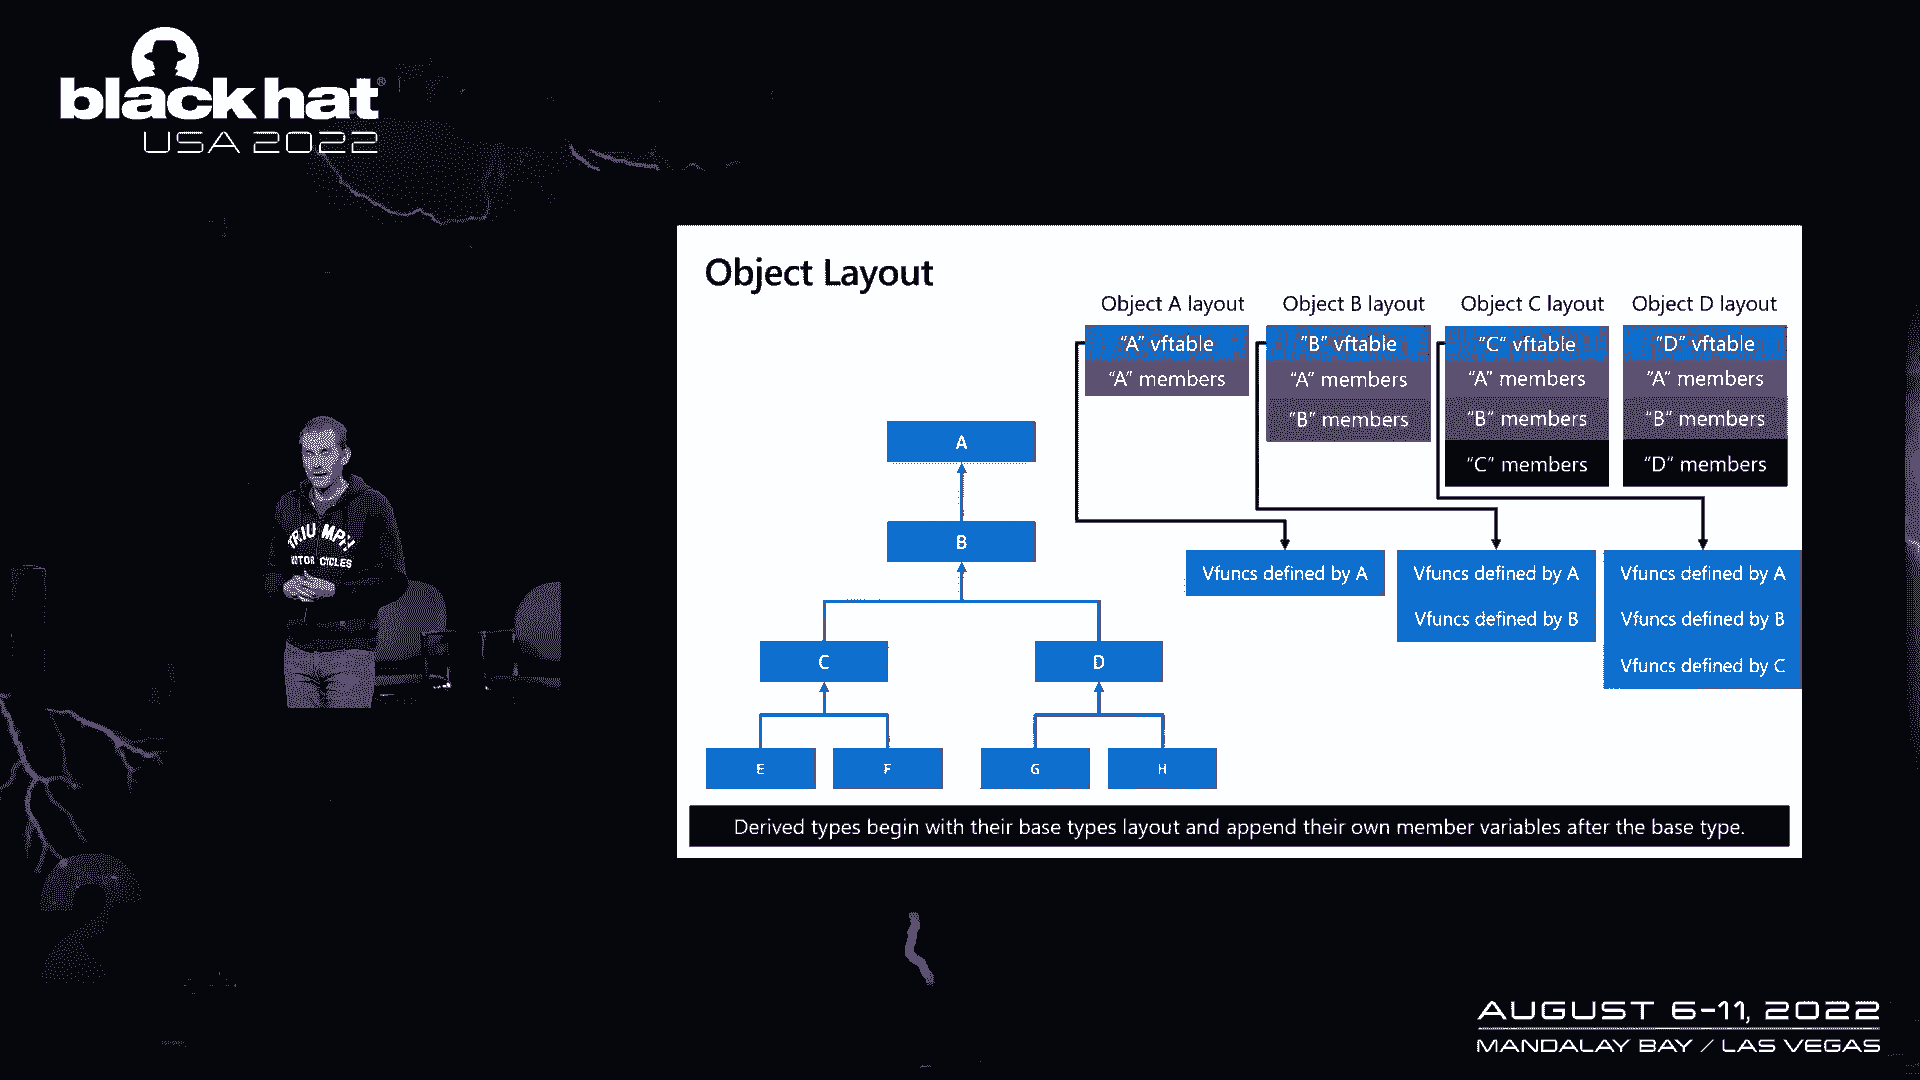 blackhat®
USA 2022
TRIUMPH
MOTOR CYCLES
Object Layout
Object A layout
Object B layout
Object C layout
Object D layout
"A" vftable
"A" members
"B" vftable
"A" members
"B" members
"C" vftable
"A" members
"B" members
"C" members
"D" vftable
"A" members
"B" members
"D" members
A
B
C
D
E
F
G
H
Vfuncs defined by A
Vfuncs defined by A
Vfuncs defined by B
Vfuncs defined by A
Vfuncs defined by B
Vfuncs defined by C
Derived types begin with their base types layout and append their own member variables after the base type.
AUGUST 6-11, 2022
MANDALAY BAY / LAS VEGAS